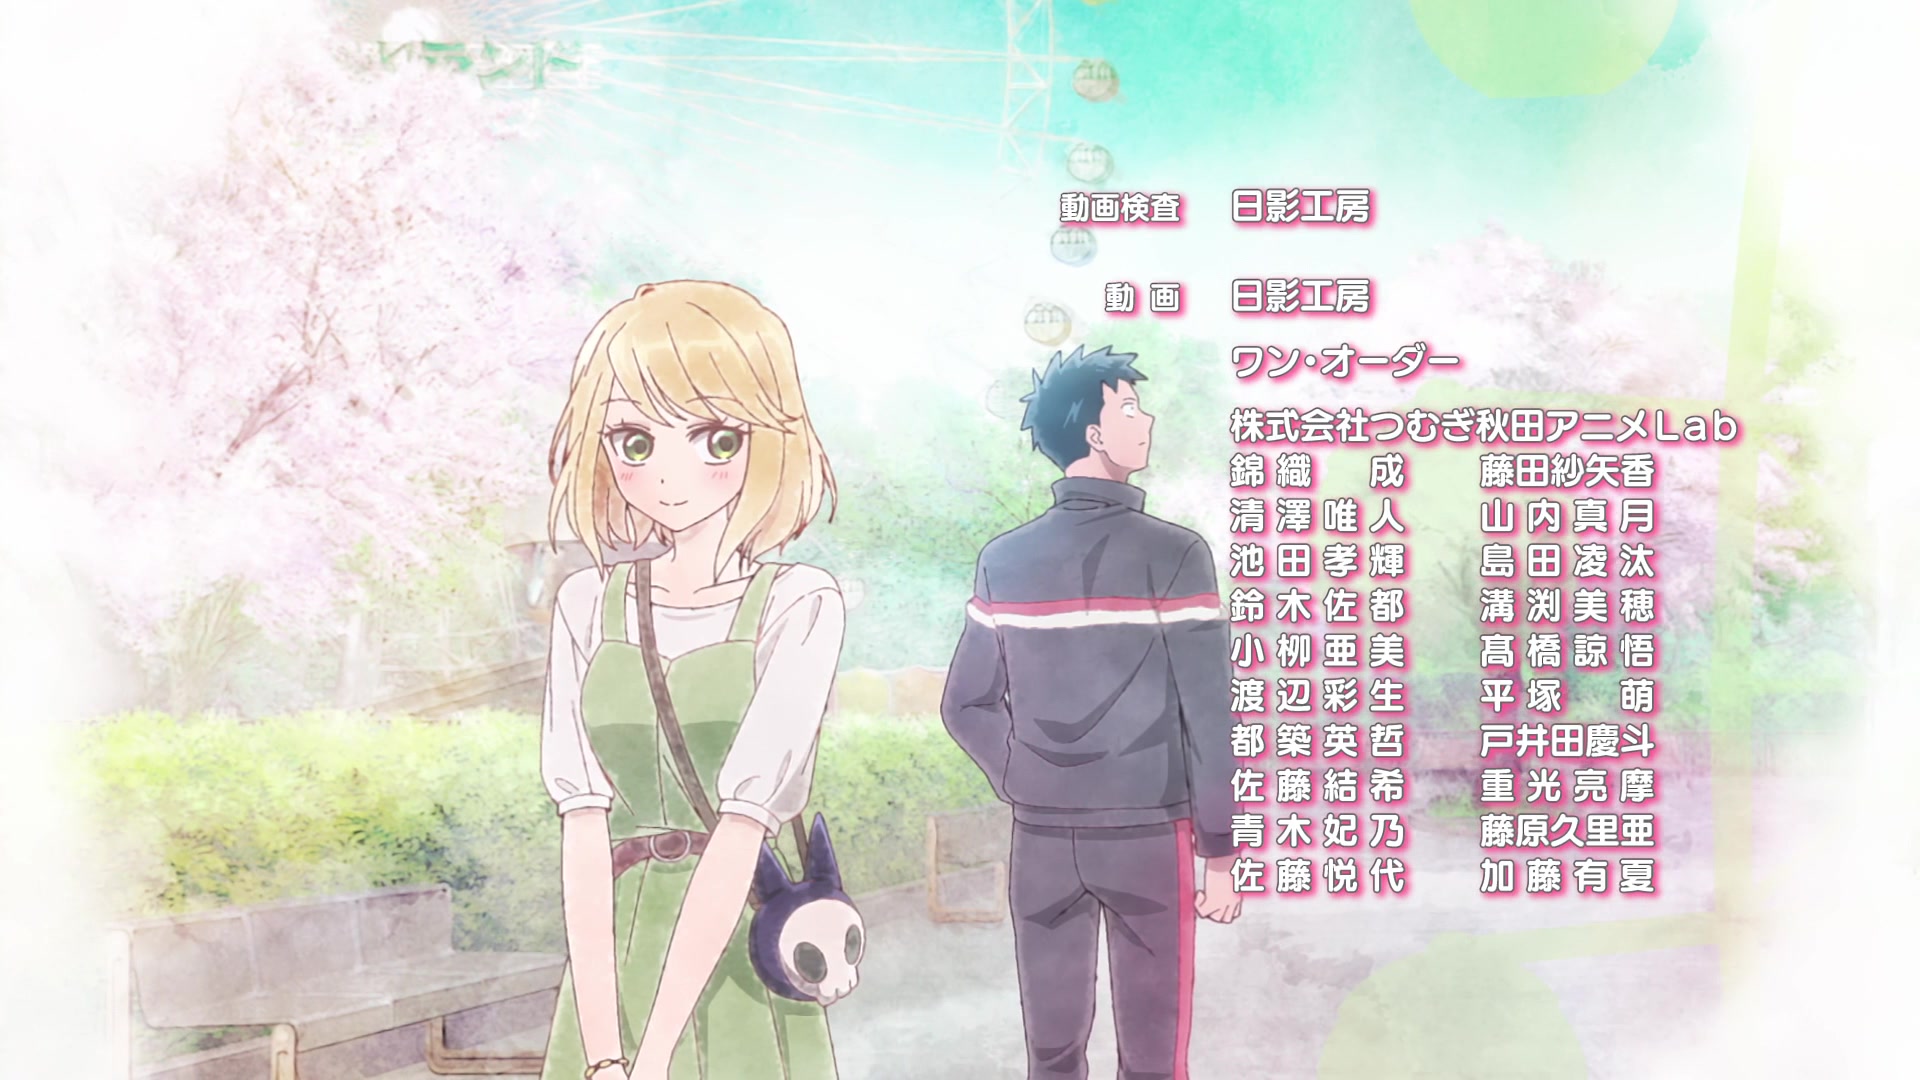 動画検査 日影工房
動画 日影工房
ワン・オーダー
株式会社つむぎ秋田アニメLab
錦織 成 藤田紗矢香
清澤唯人 山内真月
池田孝輝 島田凌汰
鈴木佐都 溝渕美穂
小柳亜美 髙橋諒悟
渡辺彩生 平塚 萌
都築英哲 戸井田慶斗
佐藤結希 重光亮摩
青木妃乃 藤原久里亜
佐藤悦代 加藤有夏